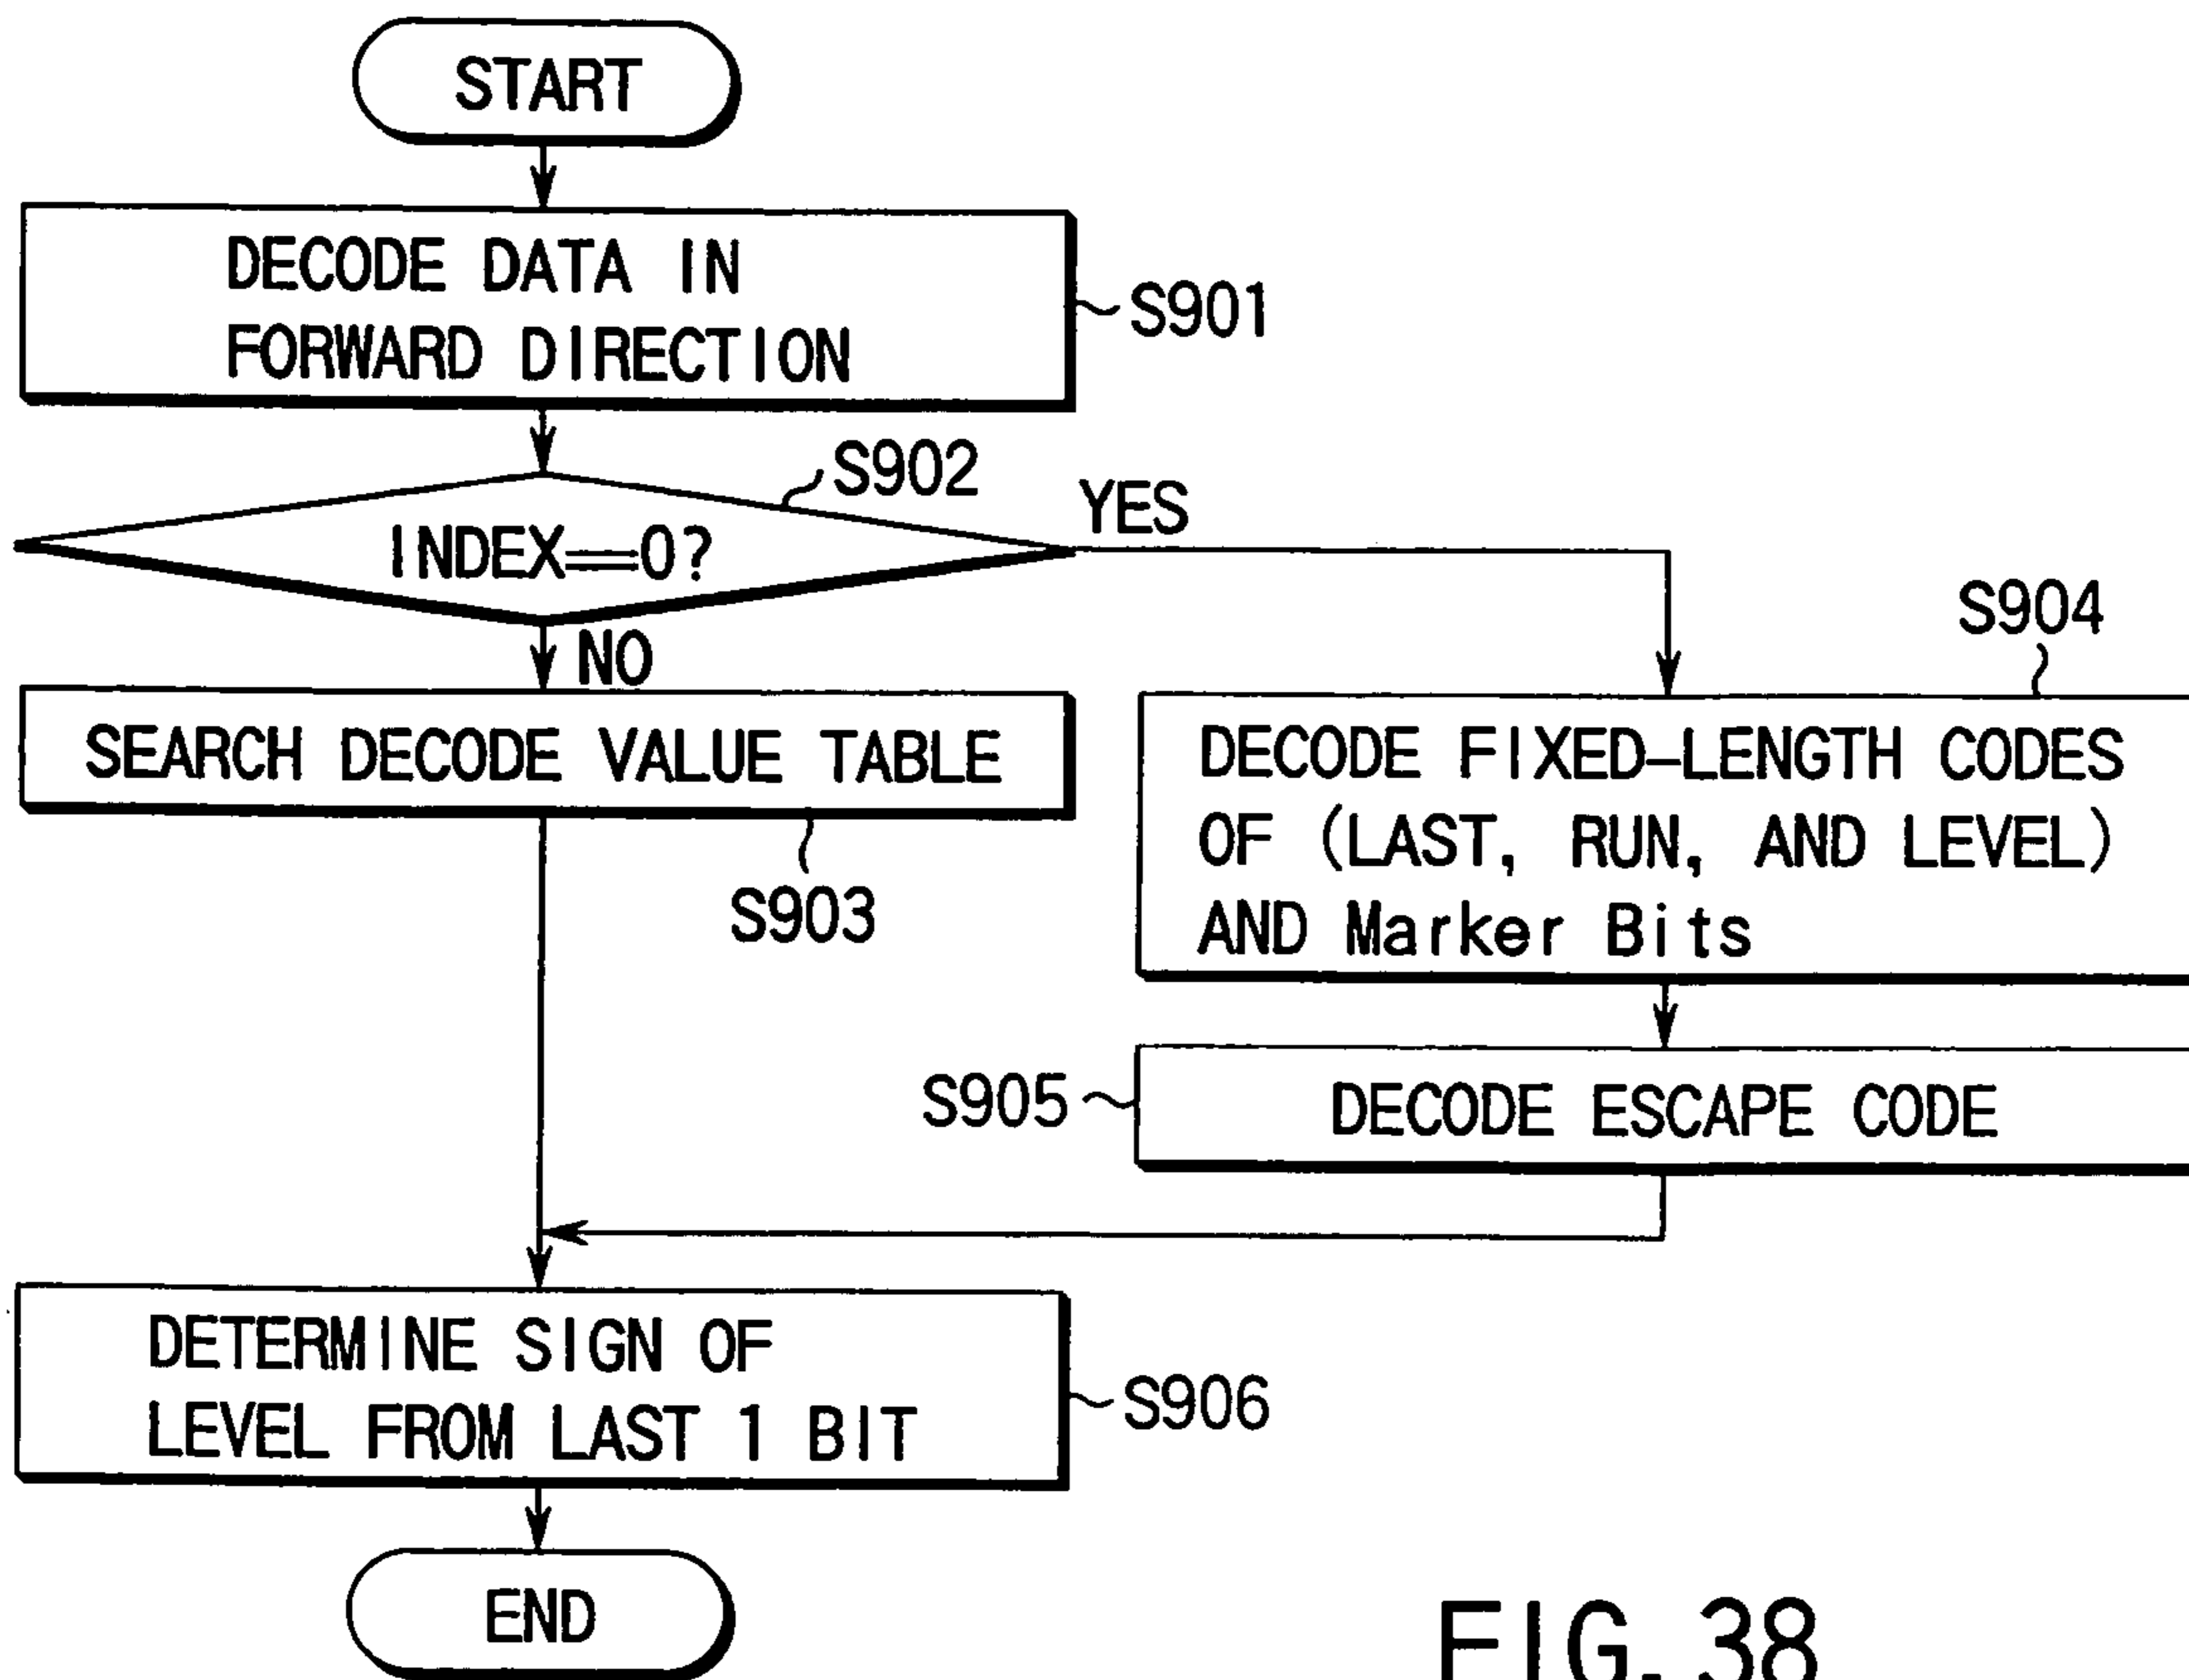 START
DECODE DATA IN
FORWARD DIRECTION
S901
S902
INDEX==0?
YES
NO
S904
SEARCH DECODE VALUE TABLE
S903
DECODE FIXED-LENGTH CODES
OF (LAST, RUN, AND LEVEL)
AND Marker Bits
S905
DECODE ESCAPE CODE
DETERMINE SIGN OF
LEVEL FROM LAST 1 BIT
S906
END
FIG. 38